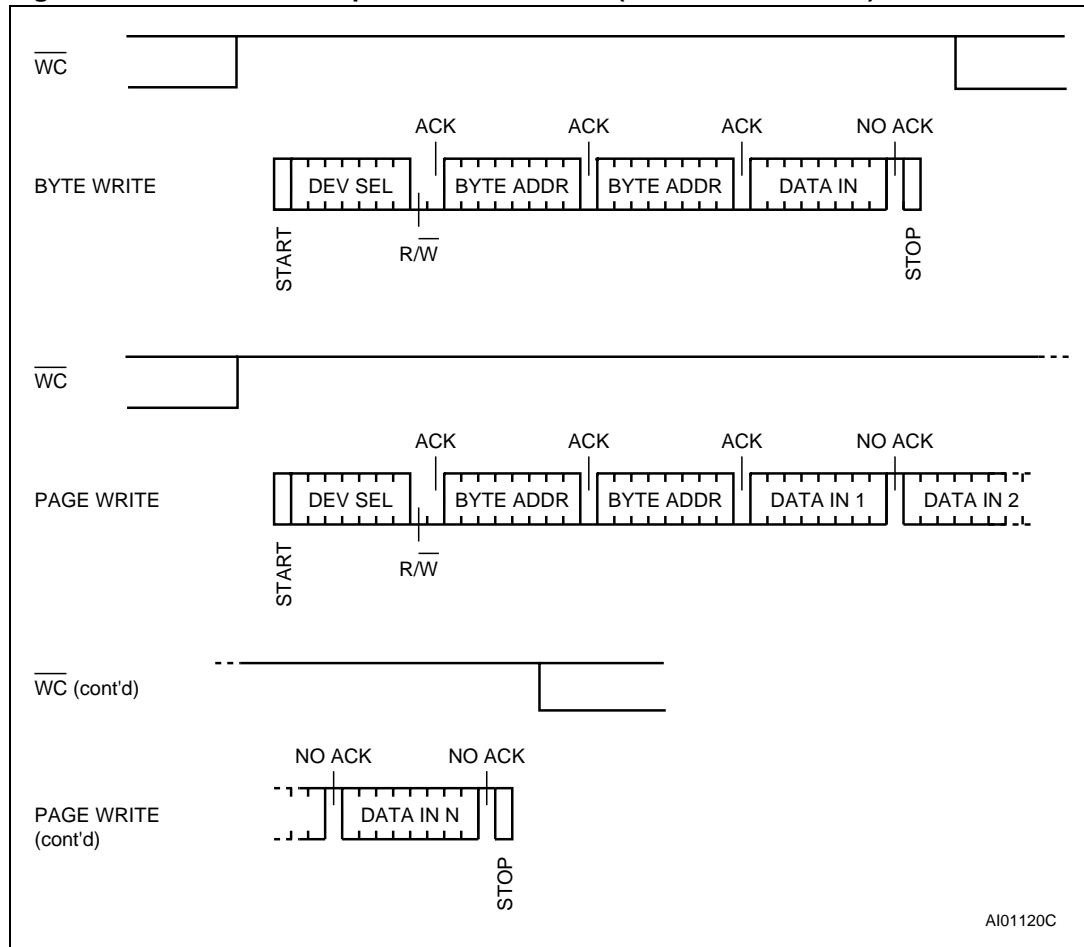 WC
ACK ACK ACK NO ACK
BYTE WRITE DEV SEL BYTE ADDR BYTE ADDR DATA IN
START R/W STOP
WC
ACK ACK ACK NO ACK
PAGE WRITE DEV SEL BYTE ADDR BYTE ADDR DATA IN 1 DATA IN 2
START R/W
WC (cont'd)
NO ACK NO ACK
PAGE WRITE DATA IN N
(cont'd)
STOP
AI01120C